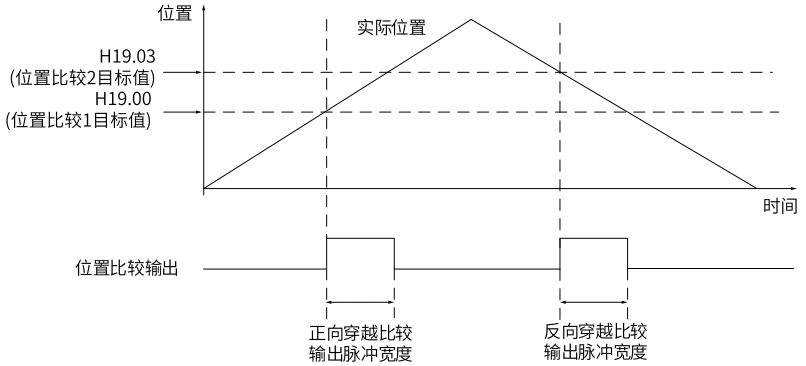 位置
实际位置
H19.03
(位置比较2目标值)
H19.00
(位置比较1目标值)
时间
位置比较输出
正向穿越比较
输出脉冲宽度
反向穿越比较
输出脉冲宽度